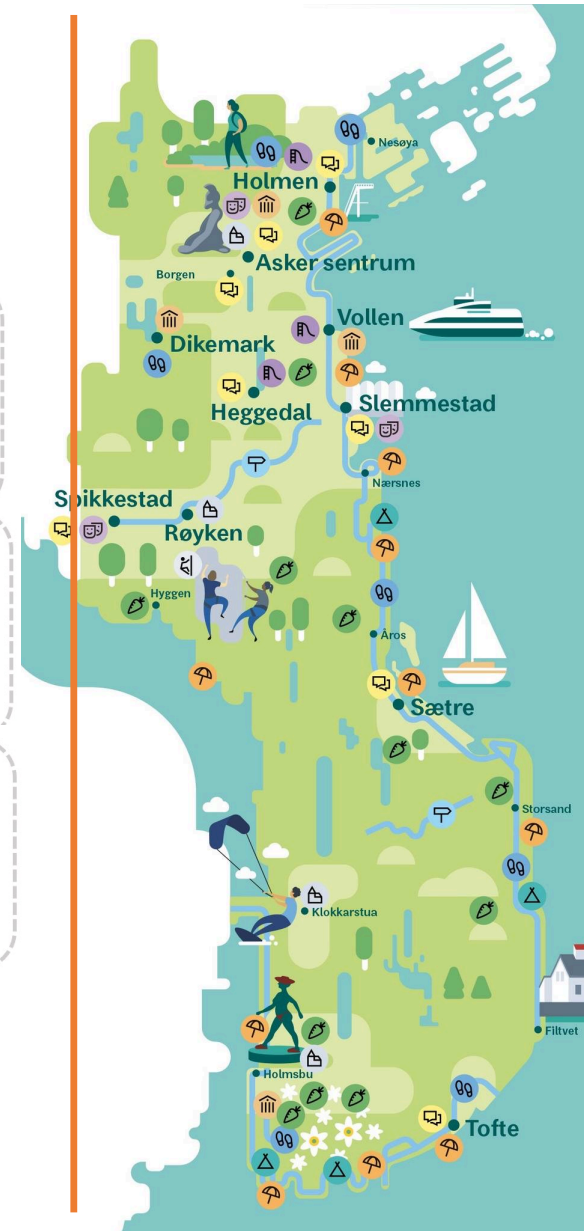 Nesøya
Holmen
Asker sentrum
Borgen
Vollen
Dikemark
Slemmestad
Heggedal
Nærsnes
Spikkestad
Røyken
Hyggen
Åros
Sætre
Storsand
Klokkarstua
Filtvet
Holmsbu
Tofte